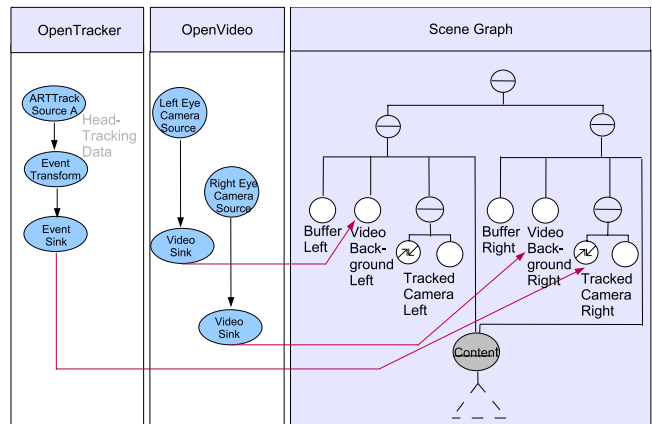 OpenTracker
OpenVideo
Scene Graph
ARTTrack
Source A
Head-
Tracking
Data
Event
Transform
Event
Sink
Left Eye
Camera
Source
Right Eye
Camera
Source
Video
Sink
Video
Sink
Buffer
Left
Video
Back-
ground
Left
Tracked
Camera
Left
Buffer
Right
Video
Back-
ground
Right
Tracked
Camera
Right
Content